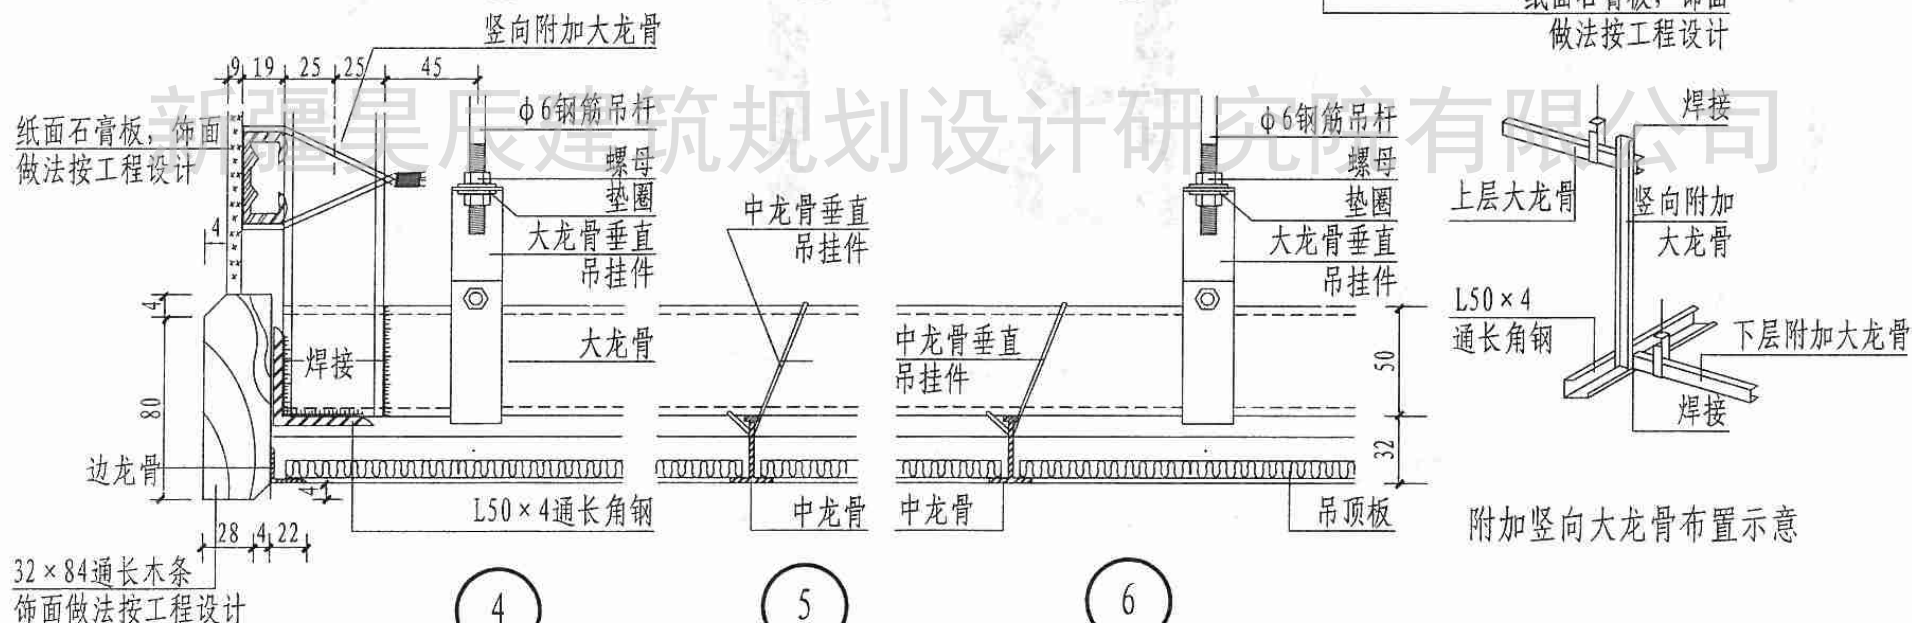 纸面石膏板，饰面
做法按工程设计
竖向附加大龙骨
9 19 25 25 45
新疆昊辰建筑规划设计研究院有限公司
纸面石膏板，饰面
做法按工程设计
φ6钢筋吊杆
螺母
垫圈
大龙骨垂直
吊挂件
4
4
80
焊接
大龙骨
边龙骨
4
L50×4通长角钢
28 4 22
32×84通长木条
饰面做法按工程设计
4
中龙骨垂直
吊挂件
中龙骨
5
φ6钢筋吊杆
螺母
垫圈
大龙骨垂直
吊挂件
中龙骨垂直
吊挂件
50
32
中龙骨
吊顶板
6
焊接
上层大龙骨
竖向附加
大龙骨
L50×4
通长角钢
下层附加大龙骨
焊接
附加竖向大龙骨布置示意